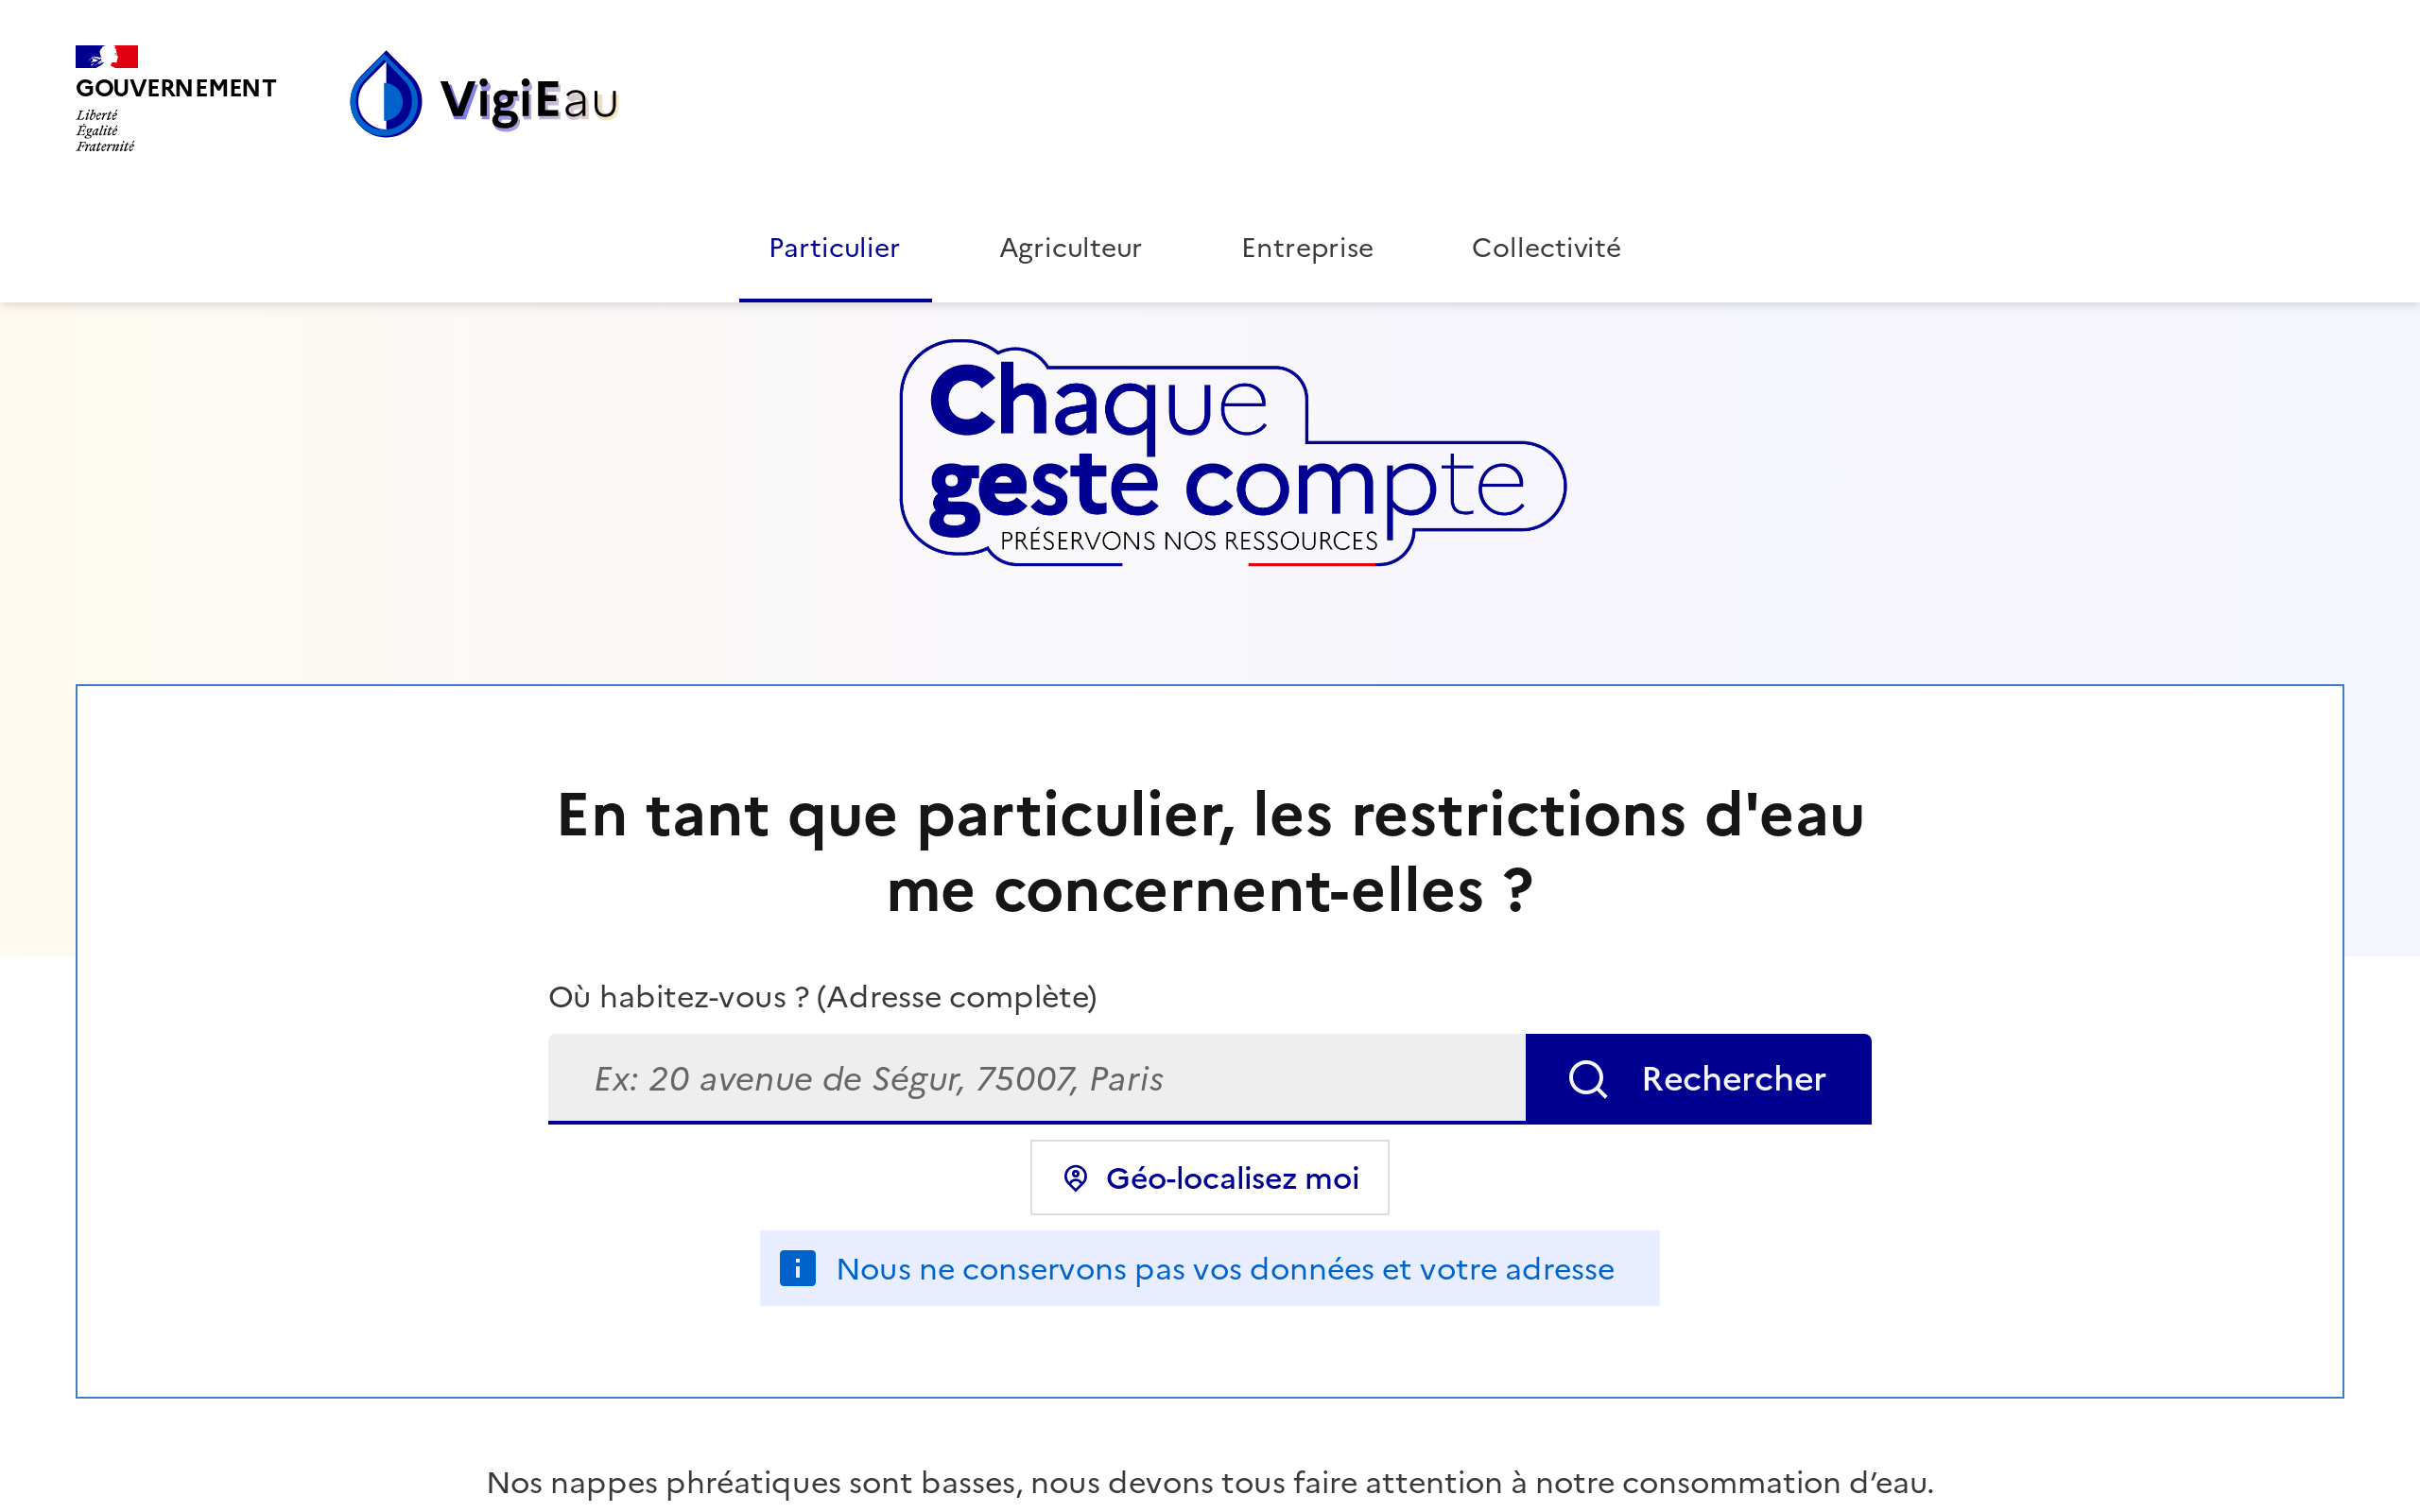 GOUVERNEMENT
Liberté
Égalité
Fraternité
VigiEau
Particulier
Agriculteur
Entreprise
Collectivité
Chaque
geste compte
PRÉSERVONS NOS RESSOURCES
En tant que particulier, les restrictions d'eau
me concernent-elles ?
Où habitez-vous ? (Adresse complète)
Ex: 20 avenue de Ségur, 75007, Paris
Rechercher
Géo-localisez moi
Nous ne conservons pas vos données et votre adresse
Nos nappes phréatiques sont basses, nous devons tous faire attention à notre consommation d’eau.